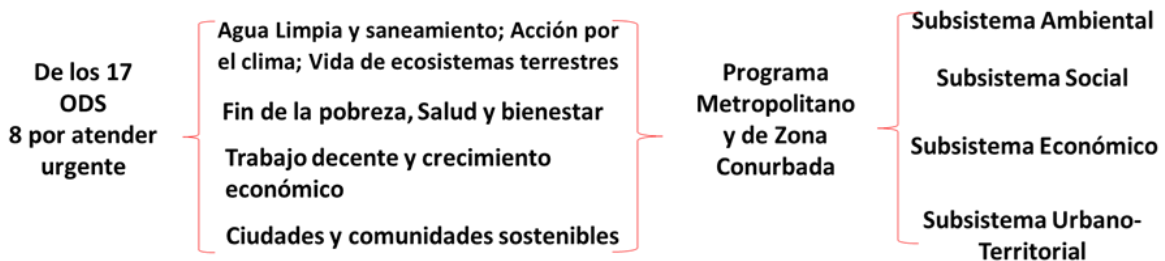 De los 17
ODS
8 por atender
urgente
Agua Limpia y saneamiento; Acción por
el clima; Vida de ecosistemas terrestres
Fin de la pobreza, Salud y bienestar
Trabajo decente y crecimiento
económico
Ciudades y comunidades sostenibles
Programa
Metropolitano
y de Zona
Conurbada
Subsistema Ambiental
Subsistema Social
Subsistema Económico
Subsistema Urbano-
Territorial